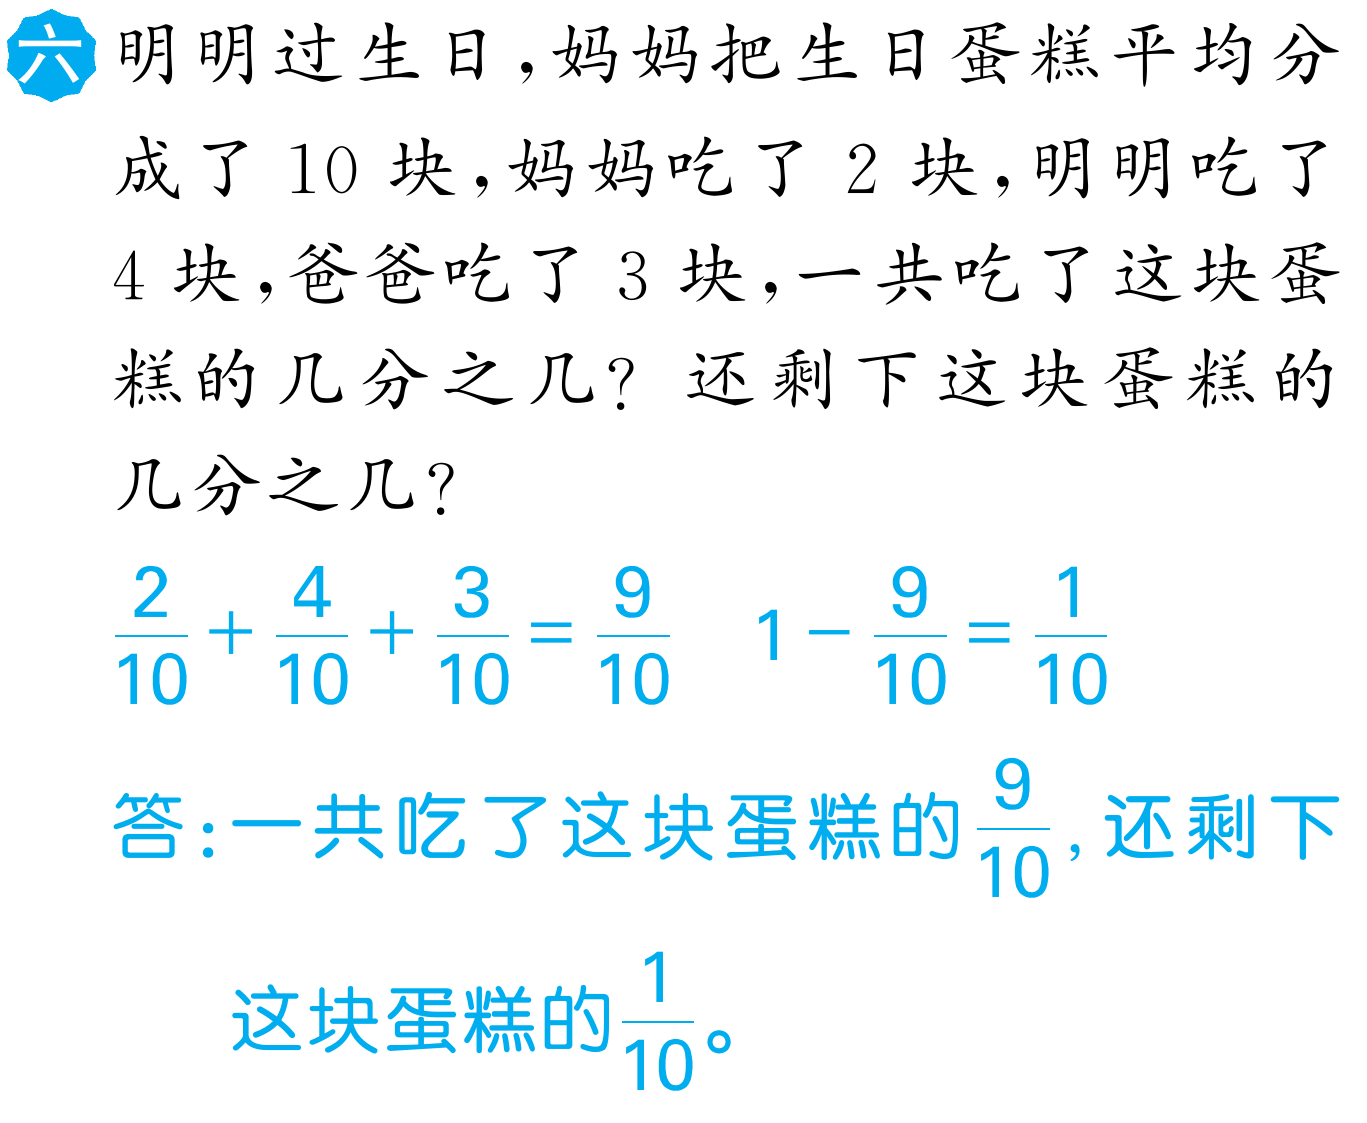 六 明明过生日,妈妈把生日蛋糕平均分
成了 10 块,妈妈吃了 2 块,明明吃了
4 块,爸爸吃了 3 块,一共吃了这块蛋
糕的几分之几? 还剩下这块蛋糕的
几分之几?
2/10 + 4/10 + 3/10 = 9/10  1 - 9/10 = 1/10
答:一共吃了这块蛋糕的9/10,还剩下
这块蛋糕的1/10。